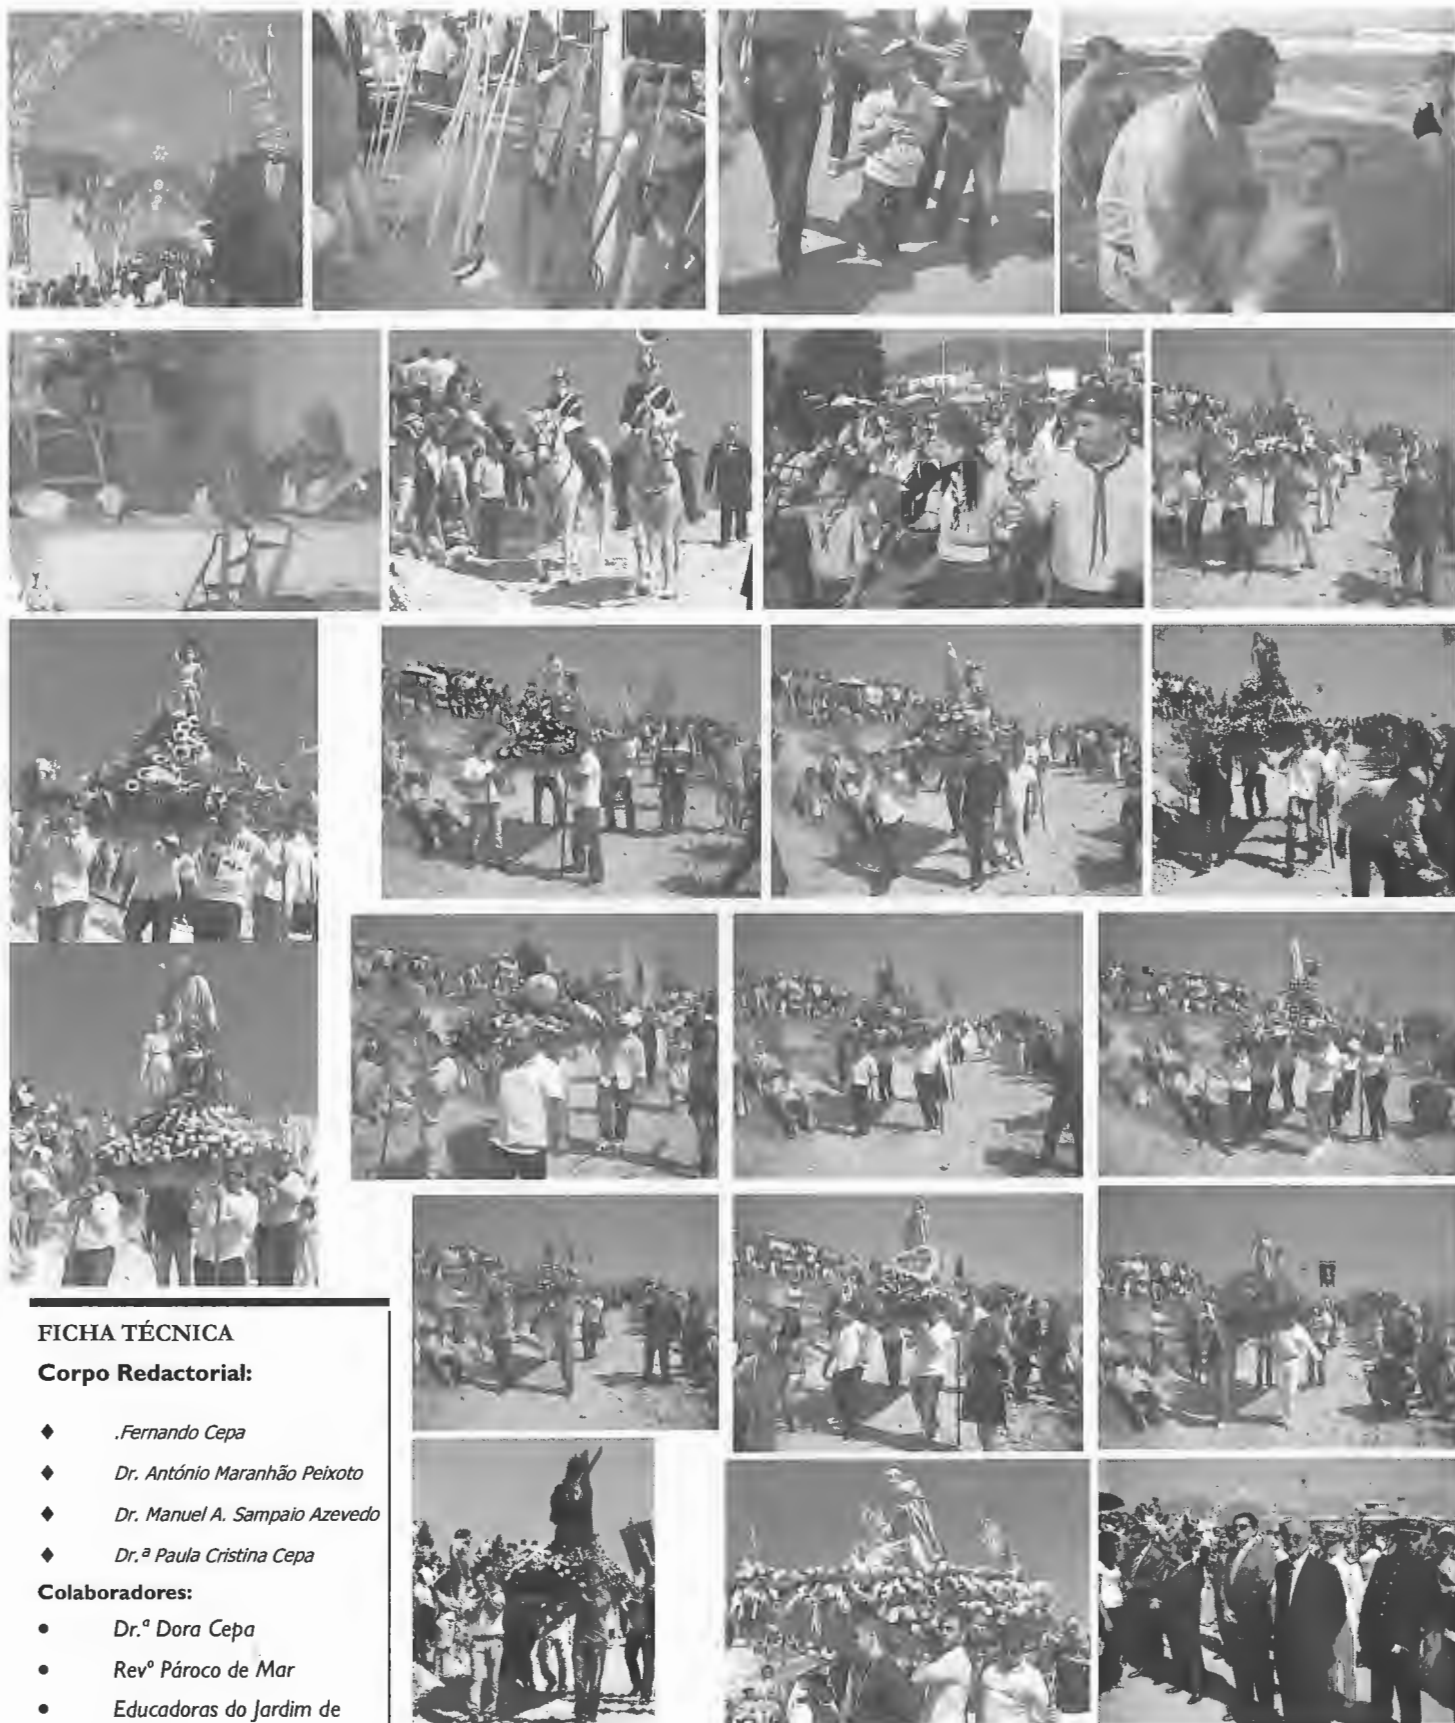 FICHA TÉCNICA
Corpo Redactorial:
♦ .Fernando Cepa
♦ Dr. António Maranhão Peixoto
♦ Dr. Manuel A. Sampaio Azevedo
♦ Dr.ª Paula Cristina Cepa
Colaboradores:
• Dr.ª Dora Cepa
• Revº Pároco de Mar
• Educadoras do Jardim de